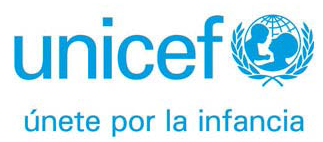 unicef
únete por la infancia